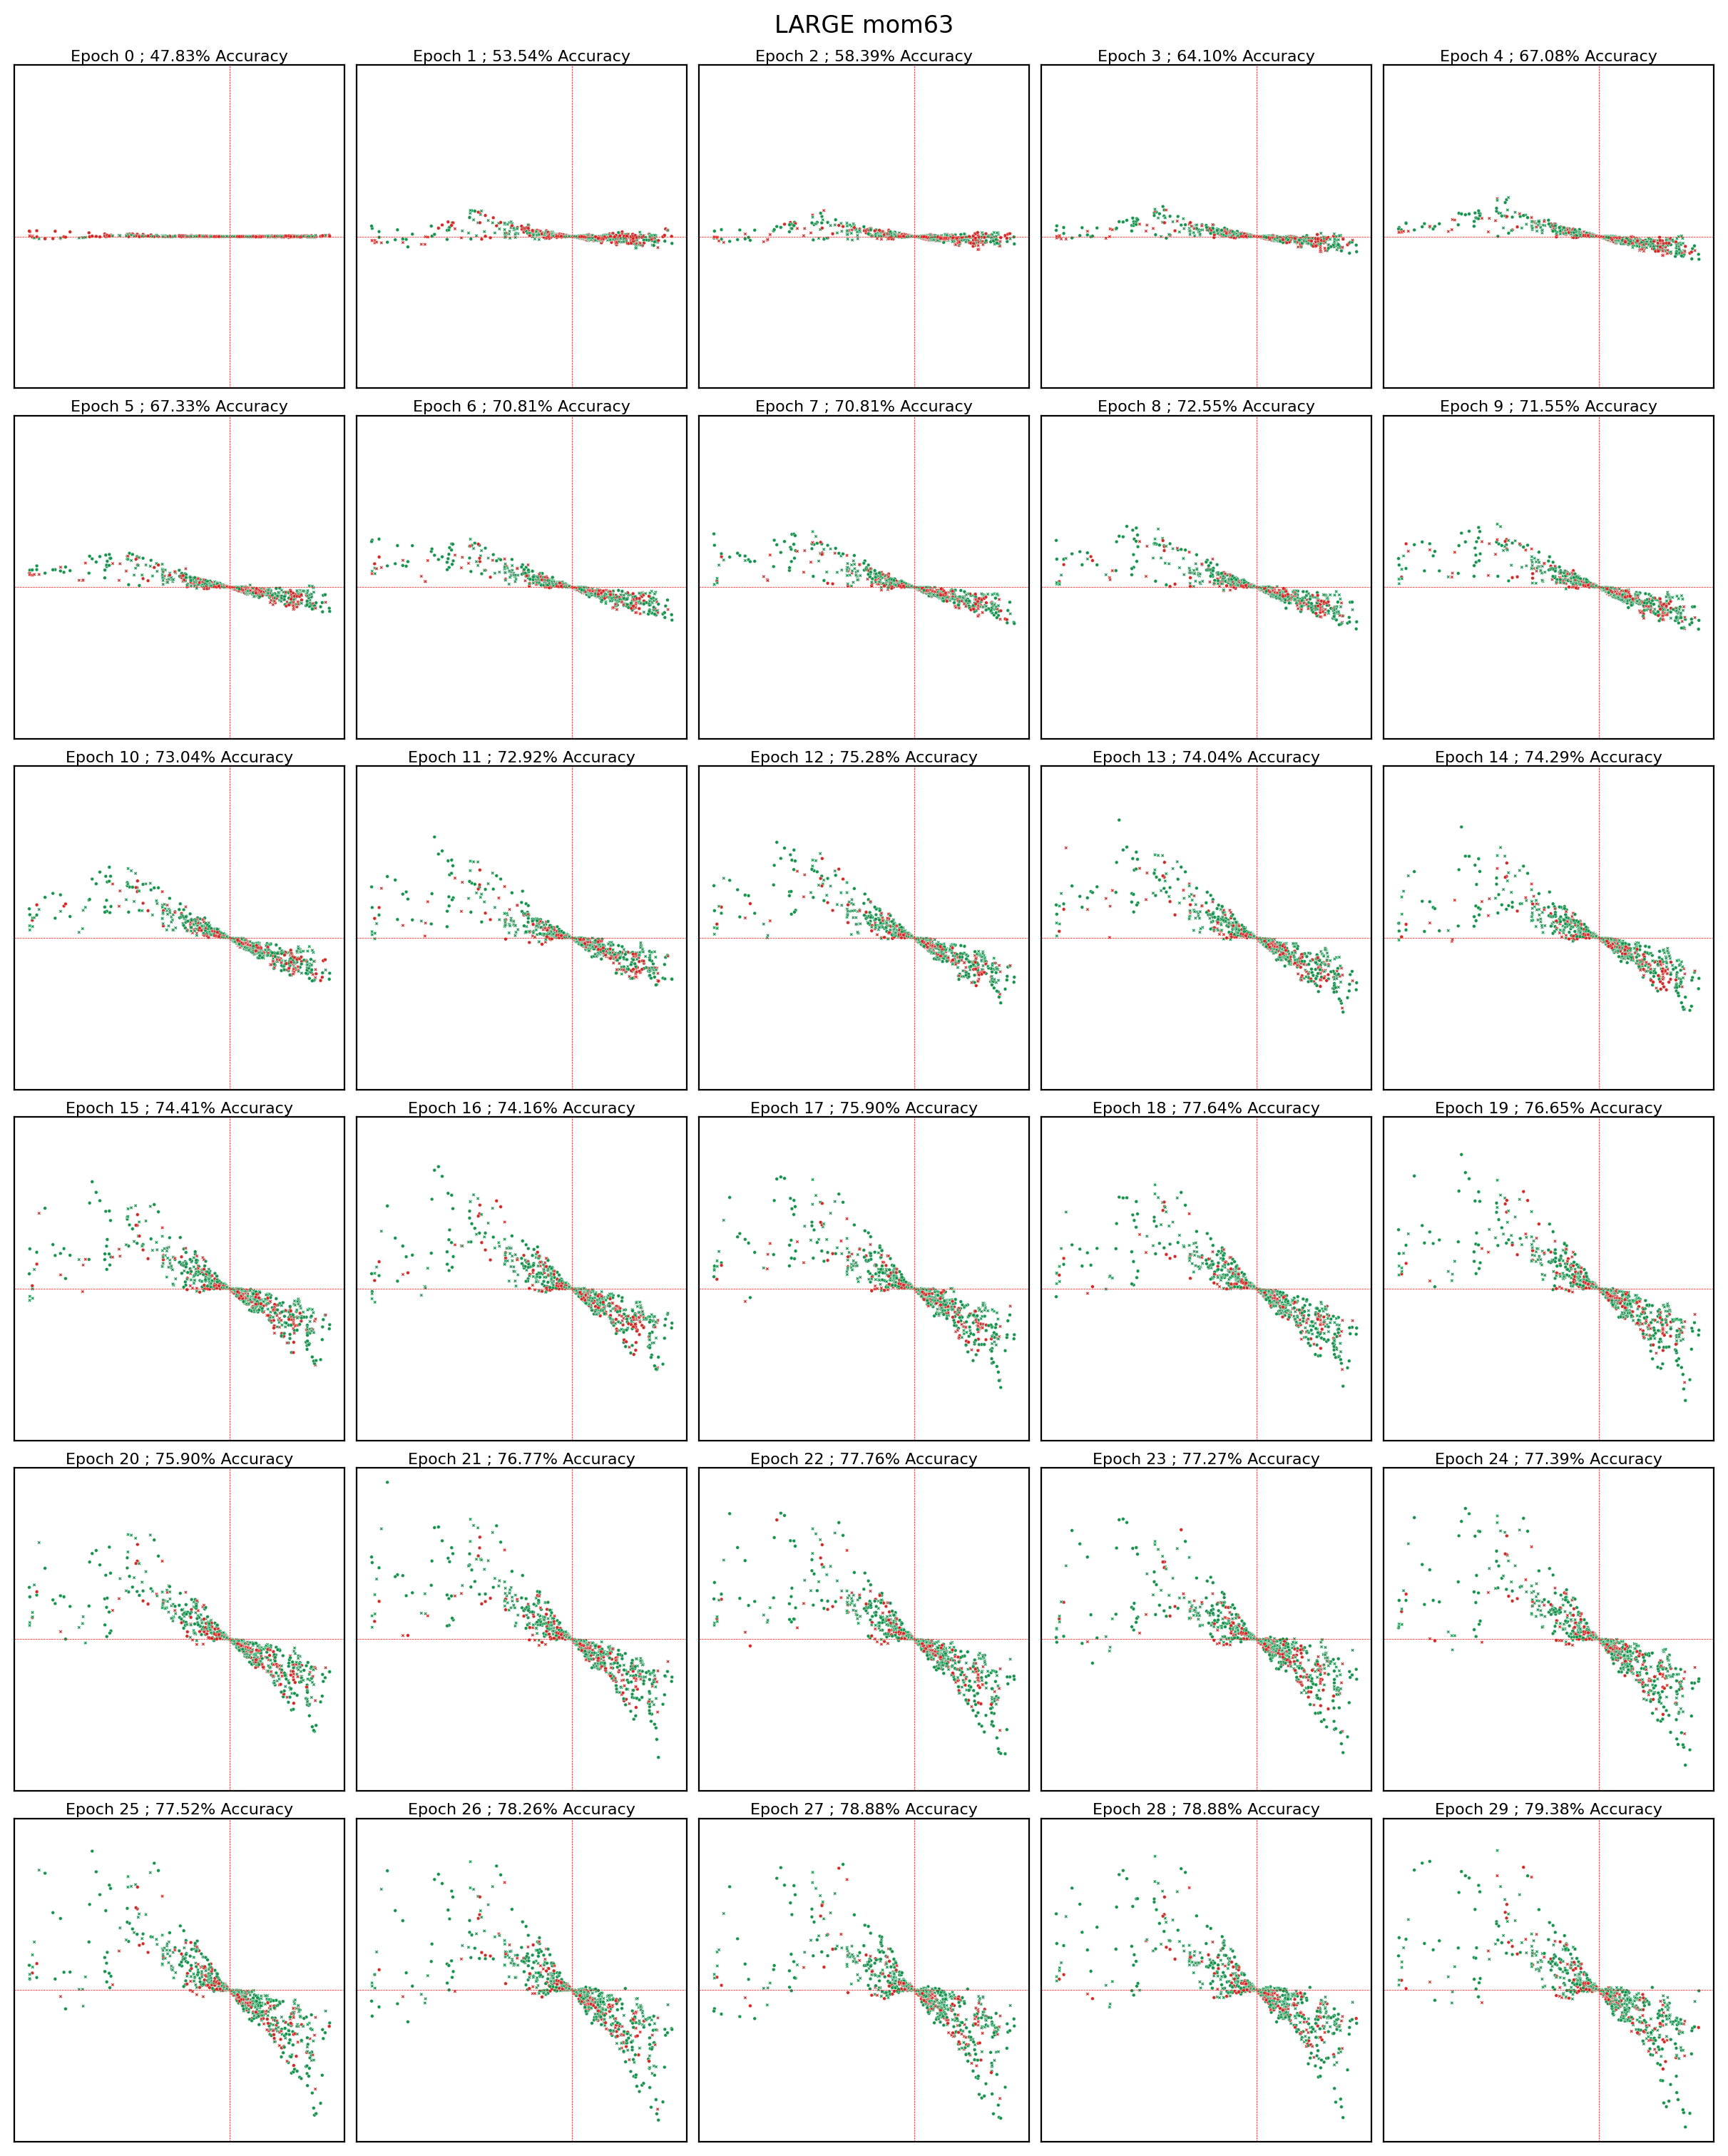 LARGE mom63
Epoch 0 ; 47.83% Accuracy
Epoch 1 ; 53.54% Accuracy
Epoch 2 ; 58.39% Accuracy
Epoch 3 ; 64.10% Accuracy
Epoch 4 ; 67.08% Accuracy
Epoch 5 ; 67.33% Accuracy
Epoch 6 ; 70.81% Accuracy
Epoch 7 ; 70.81% Accuracy
Epoch 8 ; 72.55% Accuracy
Epoch 9 ; 71.55% Accuracy
Epoch 10 ; 73.04% Accuracy
Epoch 11 ; 72.92% Accuracy
Epoch 12 ; 75.28% Accuracy
Epoch 13 ; 74.04% Accuracy
Epoch 14 ; 74.29% Accuracy
Epoch 15 ; 74.41% Accuracy
Epoch 16 ; 74.16% Accuracy
Epoch 17 ; 75.90% Accuracy
Epoch 18 ; 77.64% Accuracy
Epoch 19 ; 76.65% Accuracy
Epoch 20 ; 75.90% Accuracy
Epoch 21 ; 76.77% Accuracy
Epoch 22 ; 77.76% Accuracy
Epoch 23 ; 77.27% Accuracy
Epoch 24 ; 77.39% Accuracy
Epoch 25 ; 77.52% Accuracy
Epoch 26 ; 78.26% Accuracy
Epoch 27 ; 78.88% Accuracy
Epoch 28 ; 78.88% Accuracy
Epoch 29 ; 79.38% Accuracy